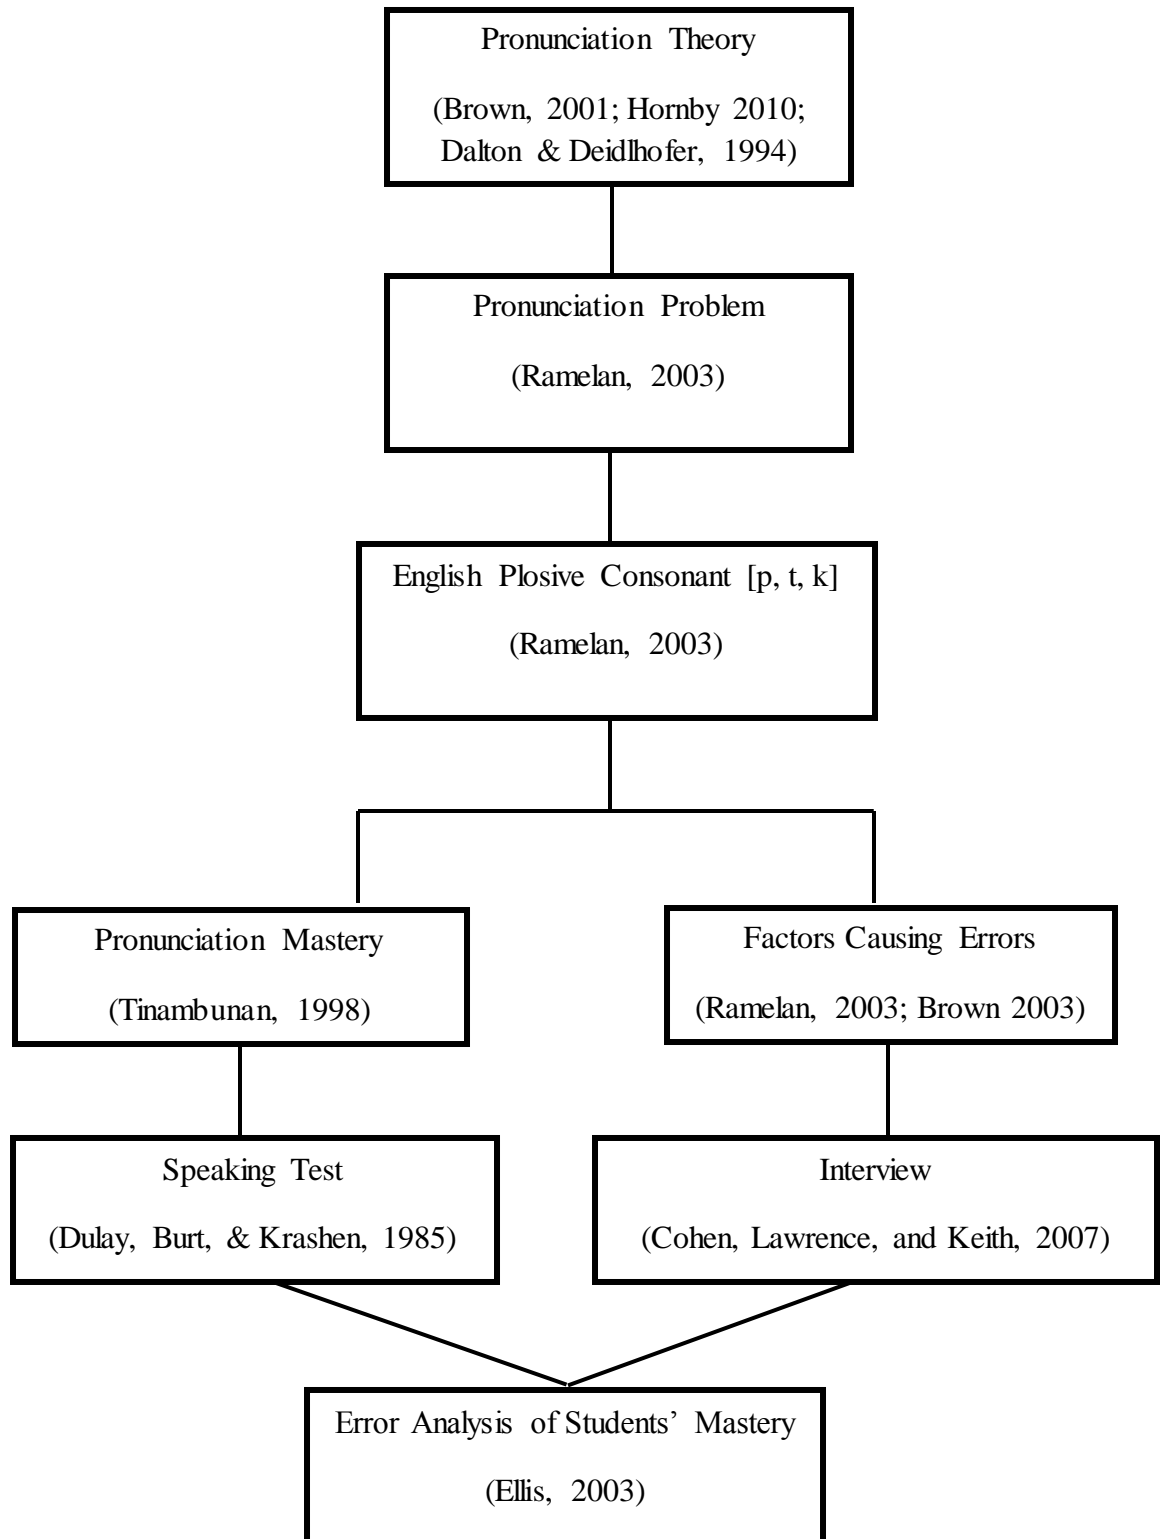 Pronunciation Theory
(Brown, 2001; Hornby 2010;
Dalton & Deidlhofer, 1994)
Pronunciation Problem
(Ramelan, 2003)
English Plosive Consonant [p, t, k]
(Ramelan, 2003)
Pronunciation Mastery
(Tinambunan, 1998)
Factors Causing Errors
(Ramelan, 2003; Brown 2003)
Speaking Test
(Dulay, Burt, & Krashen, 1985)
Interview
(Cohen, Lawrence, and Keith, 2007)
Error Analysis of Students’ Mastery
(Ellis, 2003)